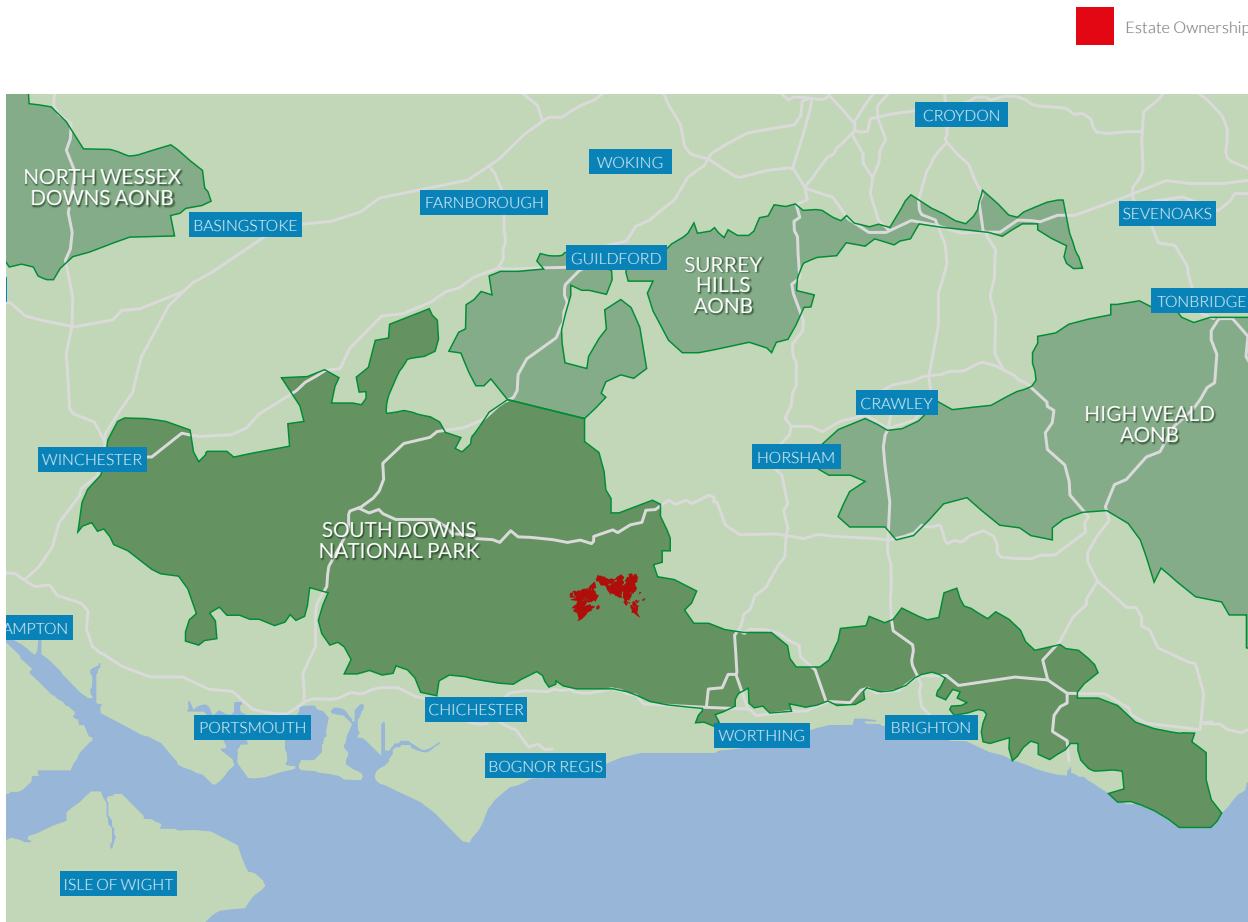 Estate Ownership
CROYDON
WOKING
NORTH WESSEX
DOWNS AONB
FARNBOROUGH
SEVENOAKS
BASINGSTOKE
GUILDFORD
SURREY
HILLS
AONB
TONBRIDGE
CRAWLEY
HIGH WEALD
AONB
WINCHESTER
HORSHAM
SOUTH DOWNS
NATIONAL PARK
AMPTON
CHICHESTER
PORTSMOUTH
BRIGHTON
WORTHING
BOGNOR REGIS
ISLE OF WIGHT